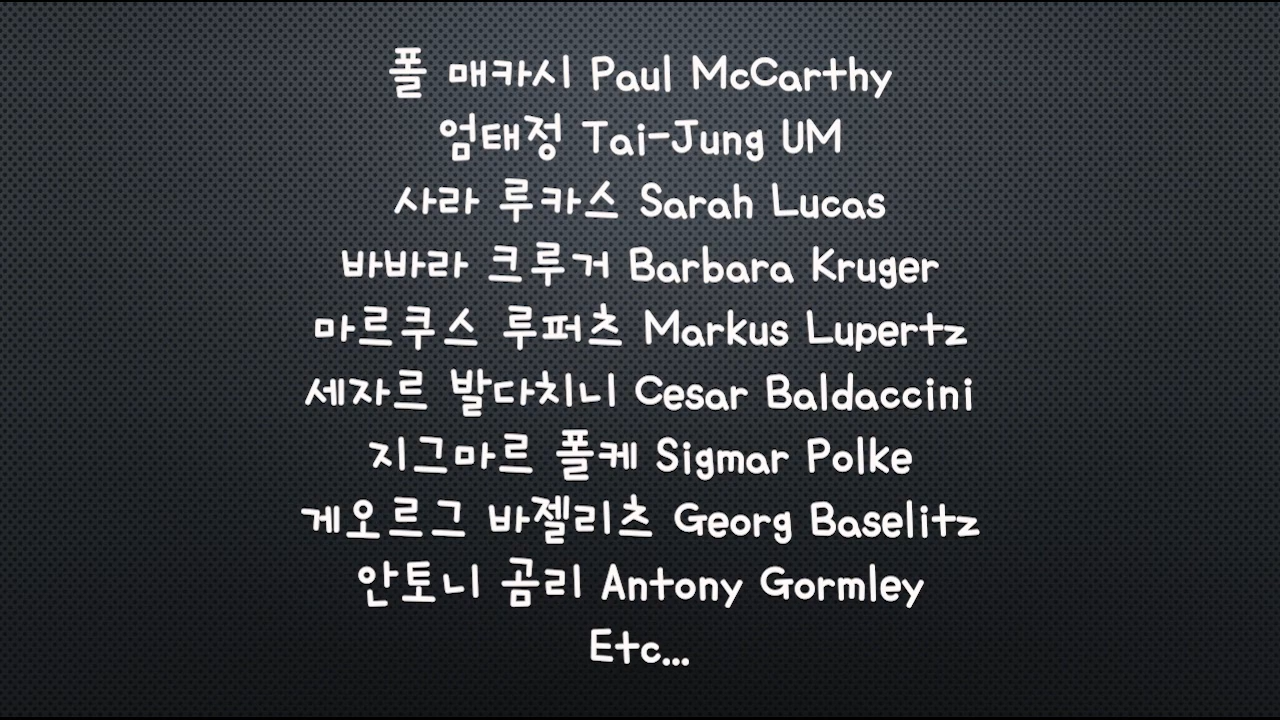 폴 매카시 Paul McCarthy
엄태정 Tai-Jung UM
사라 루카스 Sarah Lucas
바바라 크루거 Barbara Kruger
마르쿠스 루퍼츠 Markus Lupertz
세자르 발다치니 Cesar Baldaccini
지그마르 폴케 Sigmar Polke
게오르그 바젤리츠 Georg Baselitz
안토니 곰리 Antony Gormley
Etc...